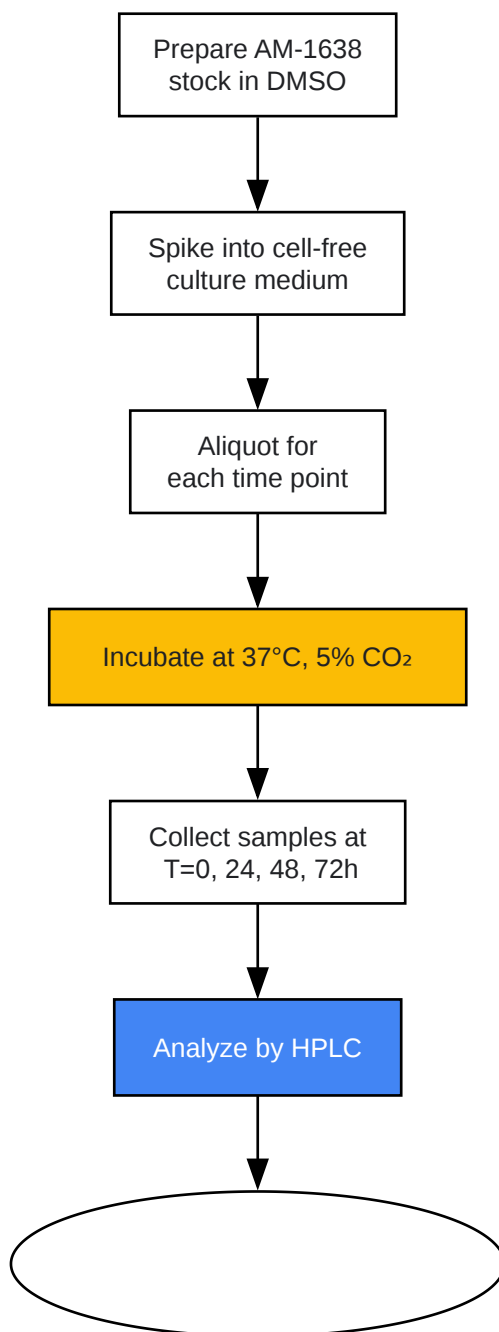 Prepare AM-1638
stock in DMSO
Spike into cell-free
culture medium
Aliquot for
each time point
Incubate at 37°C, 5% CO₂
Collect samples at
T=0, 24, 48, 72h
Analyze by HPLC